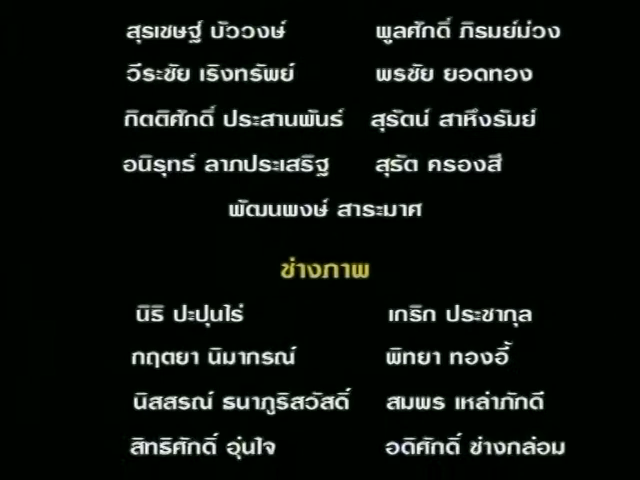 สุรเชษฐ์ บัววงษ์ พูลศักดิ์ ภิรมย์ม่วง
วีระชัย เริงทรัพย์ พรชัย ยอดทอง
กิตติศักดิ์ ประสานพันธ์ สุรัตน์ สาหึงรัมย์
อนิรุทธ์ ลาภประเสริฐ สุรัต ครองสี
พัฒนพงษ์ สาระมาศ
ช่างภาพ
นิธิ ปะปุนไร่ เกริก ประชากุล
กฤตยา นิมากรณ์ พิทยา ทองอี้
นิสสรณ์ ธนาภูริสวัสดิ์ สมพร เหล่าภักดี
สิทธิศักดิ์ อุ่นใจ อดิศักดิ์ ช่างกล่อม